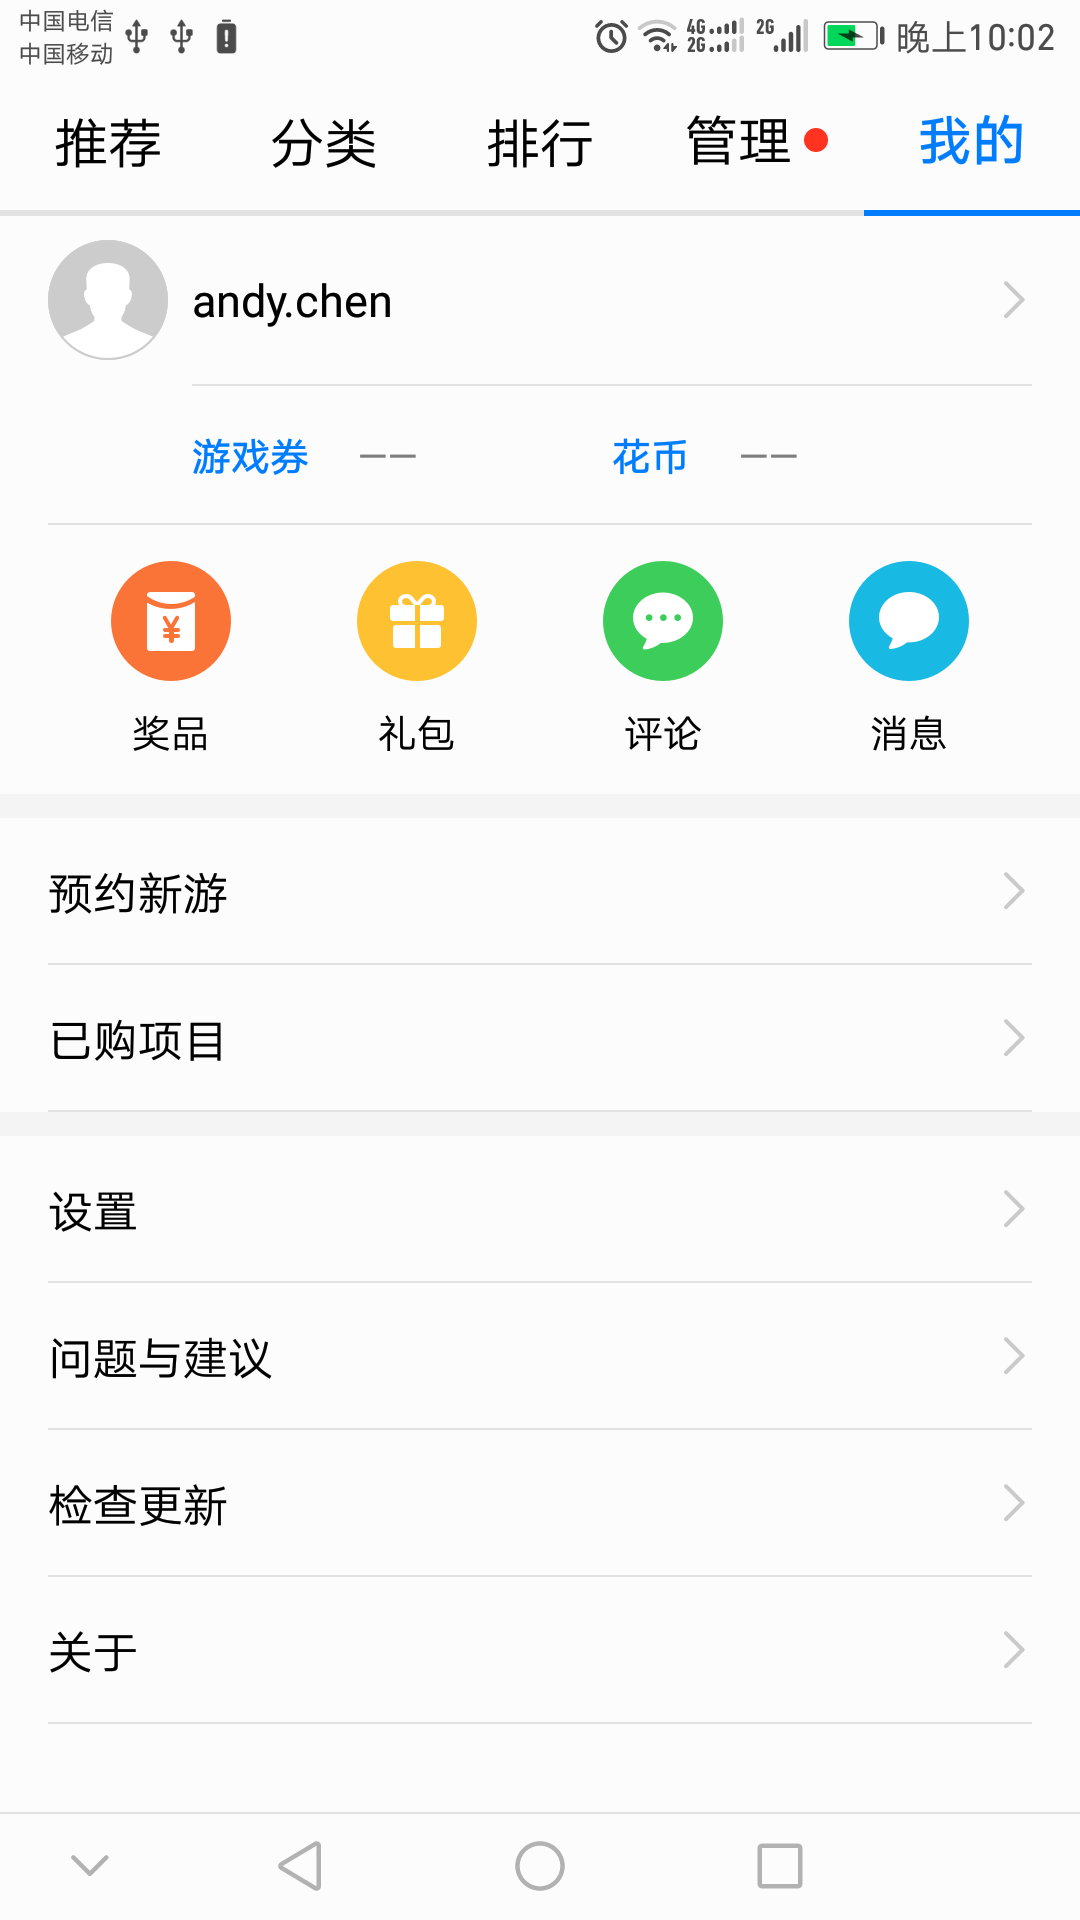 中国电信
中国移动
4G 2G 2G 晚上10:02
推荐 分类 排行 管理 我的
andy.chen
游戏券 -- 花币 --
奖品 礼包 评论 消息
预约新游
已购项目
设置
问题与建议
检查更新
关于